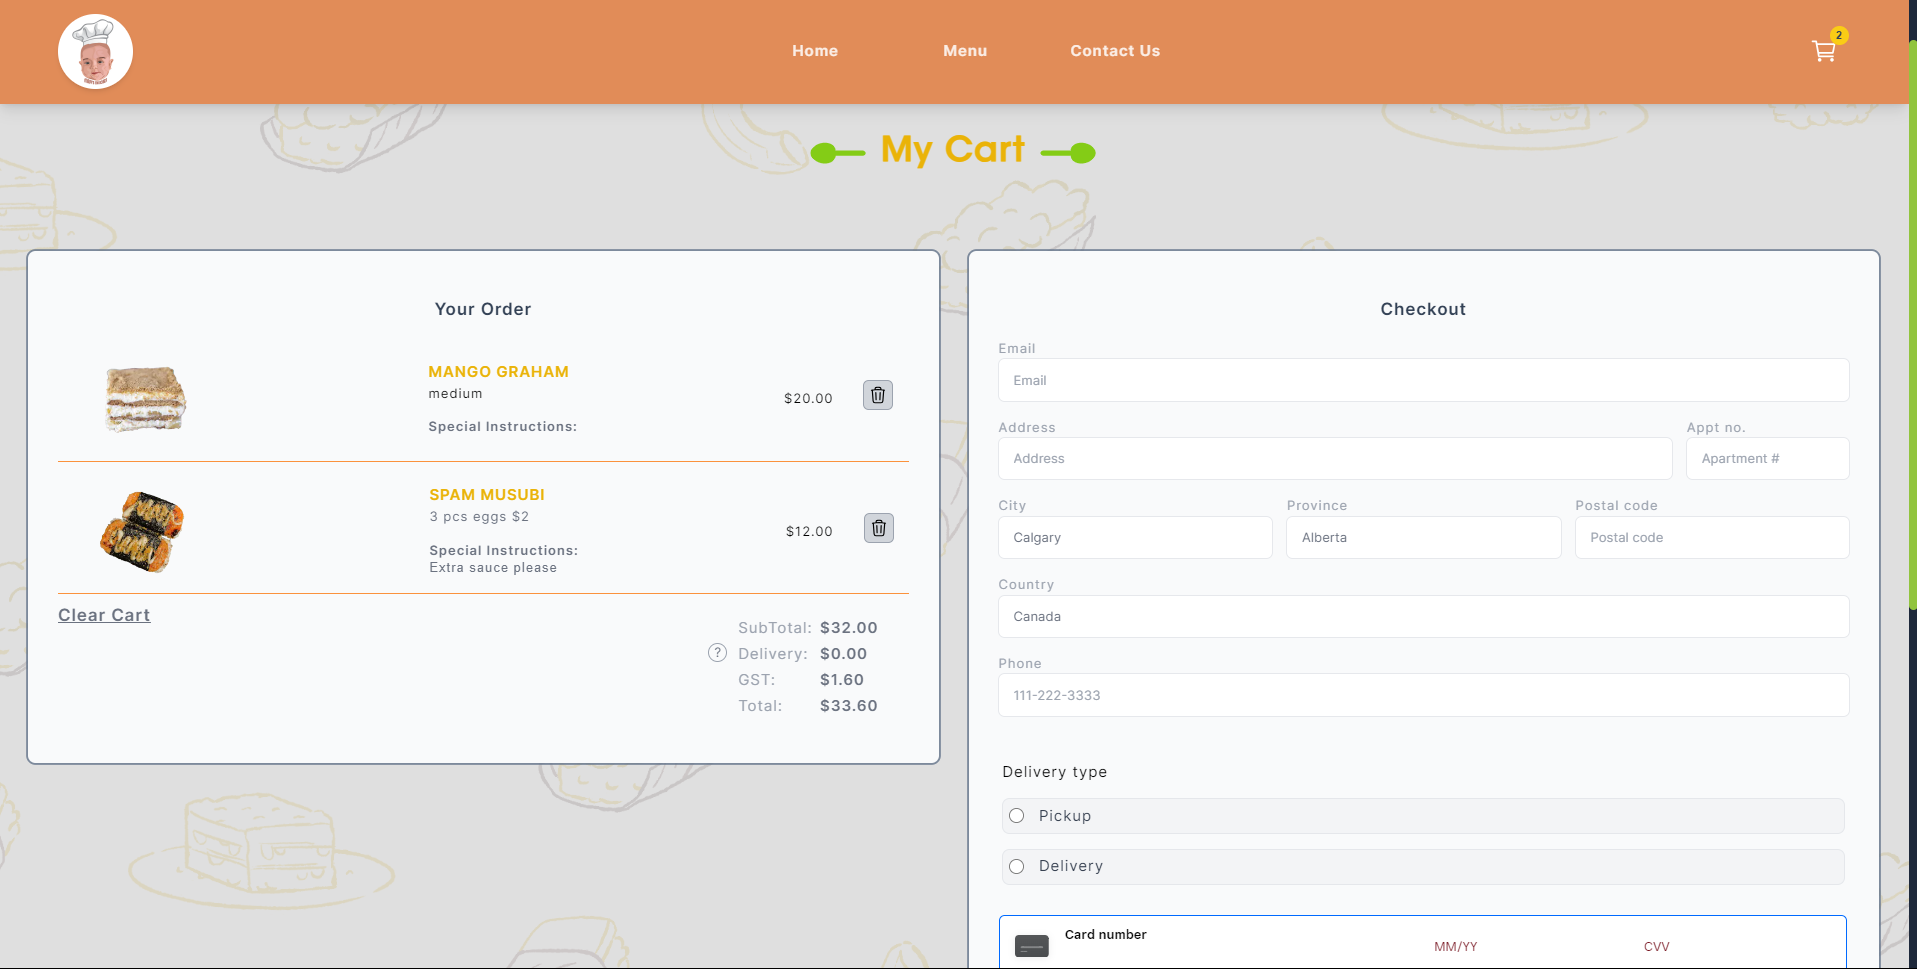 Home
Menu
Contact Us
2
My Cart
Your Order
MANGO GRAHAM
medium
$20.00
Special Instructions:
SPAM MUSUBI
3 pcs eggs $2
$12.00
Special Instructions:
Extra sauce please
Clear Cart
SubTotal: $32.00
? Delivery: $0.00
GST: $1.60
Total: $33.60
Checkout
Email
Email
Address
Appt no.
Address
Apartment #
City
Province
Postal code
Calgary
Alberta
Postal code
Country
Canada
Phone
111-222-3333
Delivery type
Pickup
Delivery
Card number
MM/YY
CVV